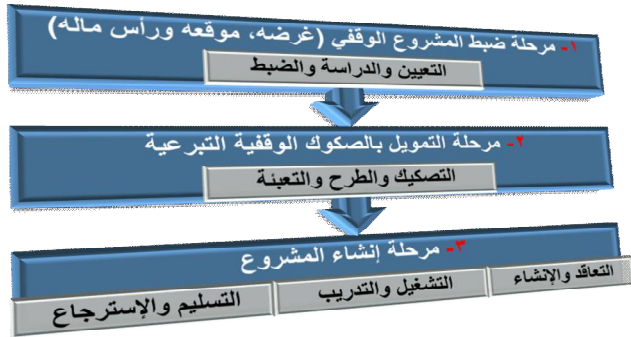 ١- مرحلة ضبط المشروع الوقفي (غرضه، موقعه ورأس ماله)
التعيين والدراسة والضبط
٢- مرحلة التمويل بالصكوك الوقفية التبرعية
التصكيك والطرح والتعبئة
٣- مرحلة إنشاء المشروع
التعاقد والإنشاء
التشغيل والتدريب
التسليم والإسترجاع